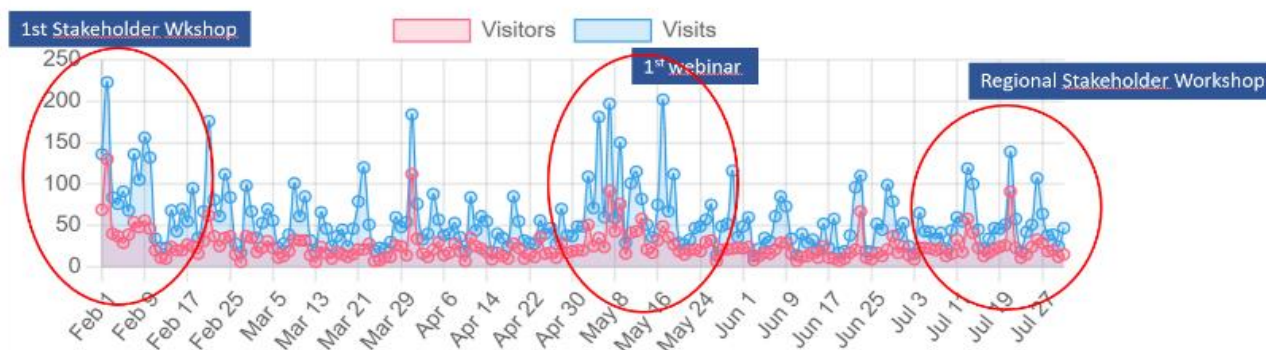 1st Stakeholder Wkshop
Visitors
Visits
1st webinar
Regional Stakeholder Workshop
250
200
150
100
50
0
Feb 1
Feb 9
Feb 17
Feb 25
Mar 5
Mar 13
Mar 21
Mar 29
Apr 6
Apr 14
Apr 22
Apr 30
May 8
May 16
May 24
Jun 1
Jun 9
Jun 17
Jun 25
Jul 3
Jul 11
Jul 19
Jul 27